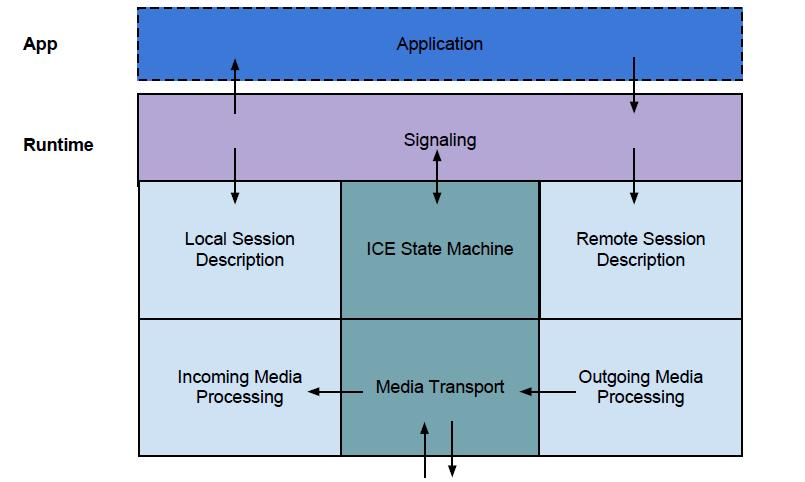 App
Application
Runtime
Signaling
Local Session
Description
ICE State Machine
Remote Session
Description
Incoming Media
Processing
Media Transport
Outgoing Media
Processing